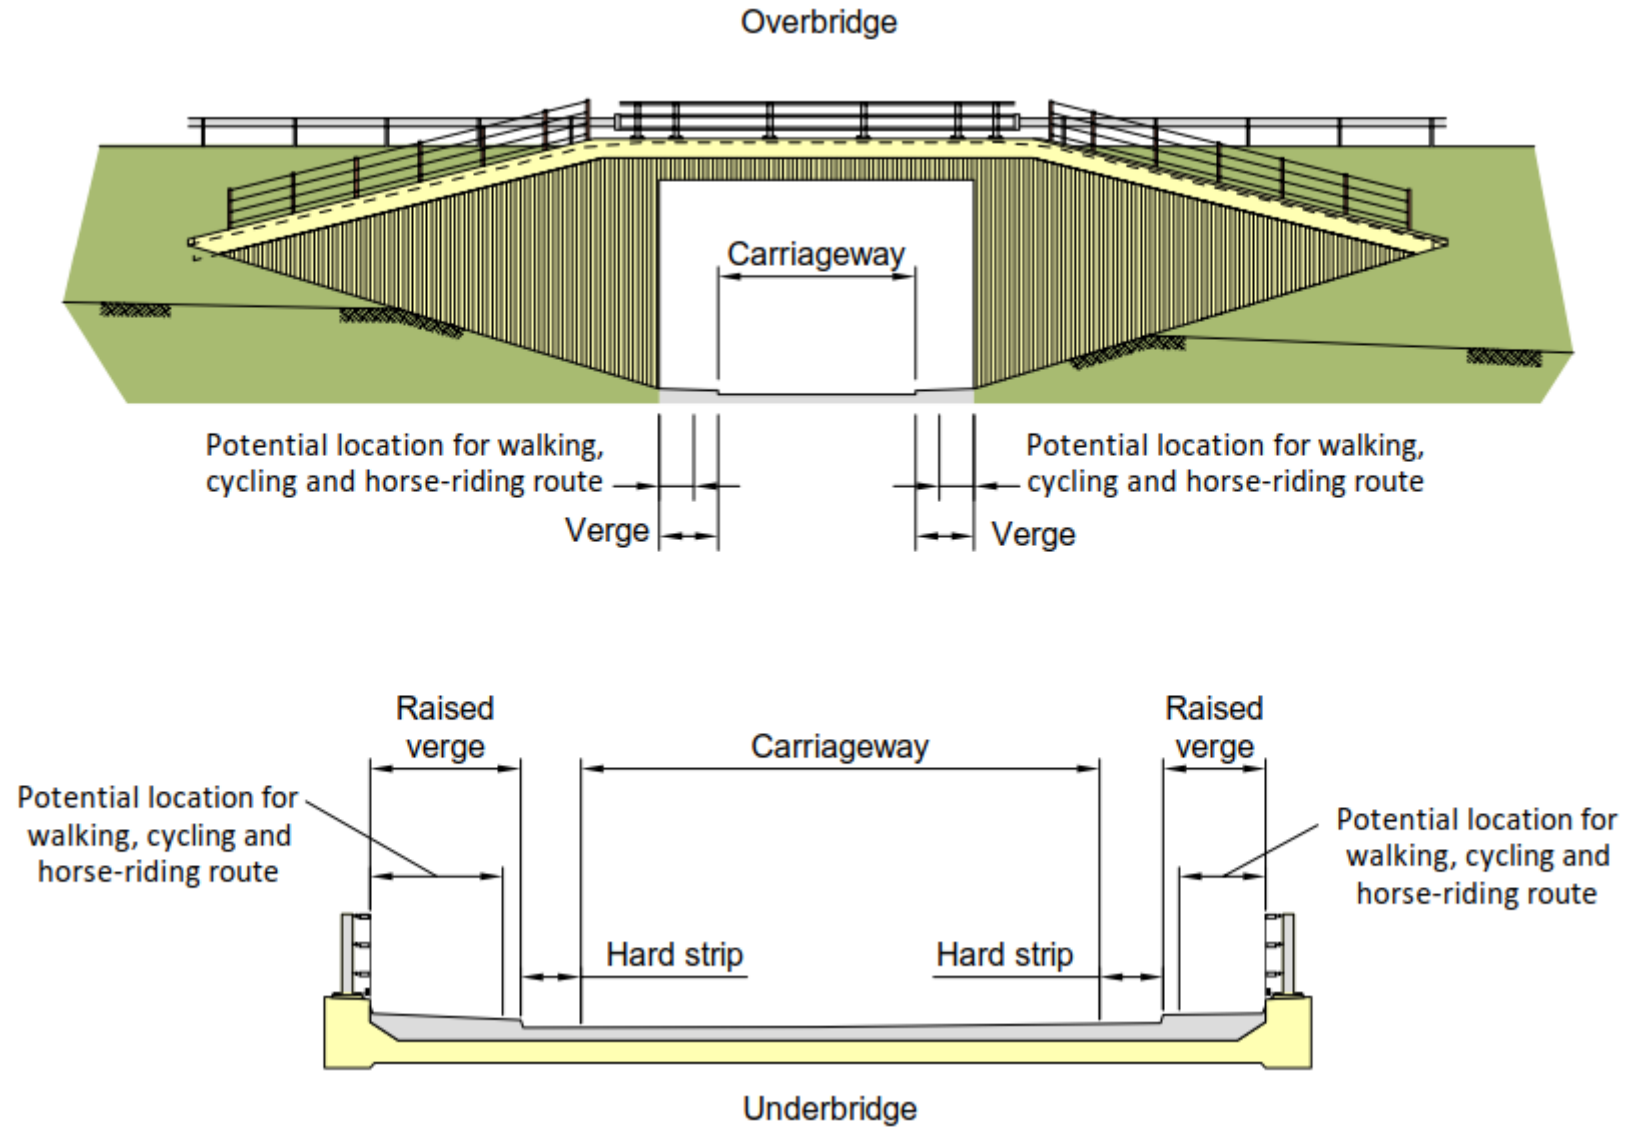 Overbridge
Carriageway
Potential location for walking,
cycling and horse-riding route
Potential location for walking,
cycling and horse-riding route
Verge
Verge
Raised
verge
Carriageway
Raised
verge
Potential location for
walking, cycling and
horse-riding route
Potential location for
walking, cycling and
horse-riding route
Hard strip
Hard strip
Underbridge